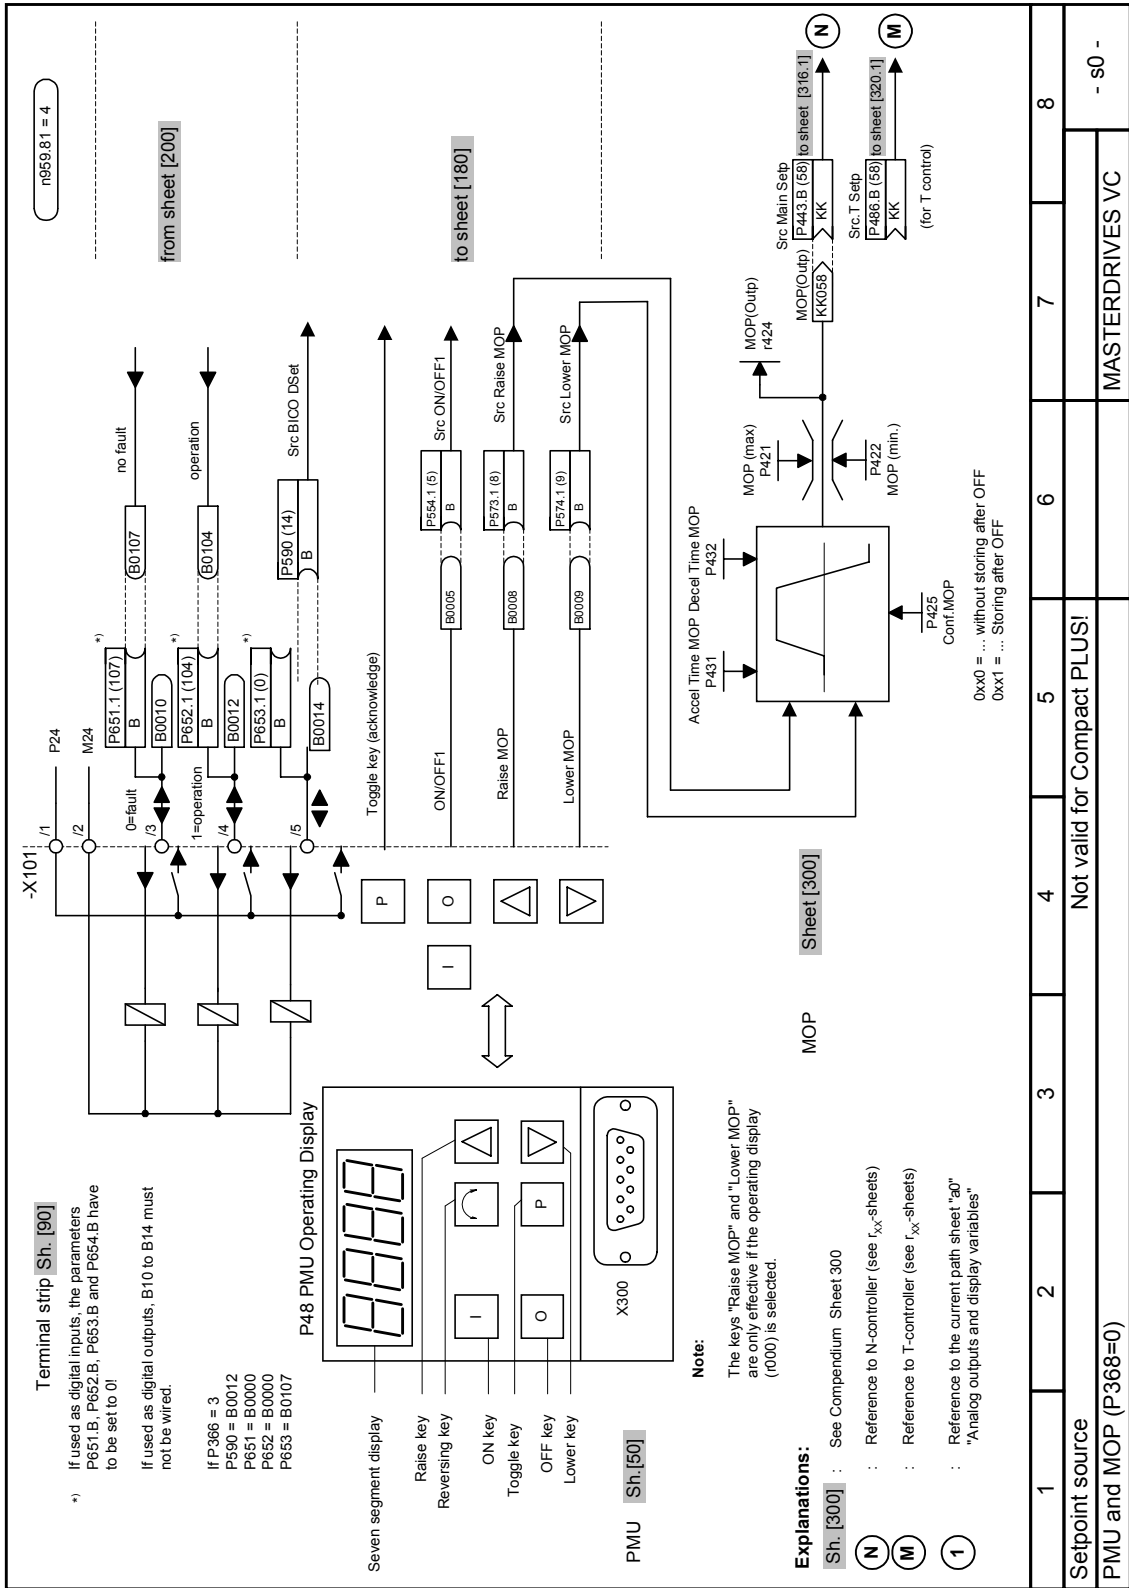 n959.81 = 4
Terminal strip Sh. [90]
*) If used as digital inputs, the parameters
P651.B, P652.B, P653.B and P654.B have
to be set to 0!
If used as digital outputs, B10 to B14 must
not be wired.
If P366 = 3
P590 = B0012
P651 = B0000
P652 = B0000
P653 = B0107
-X101
/1
P24
/2
M24
0=fault
/3
P651.1 (107)
*)
B
B0010
B0107
no fault
from sheet [200]
1=operation
/4
P652.1 (104)
*)
B
B0012
B0104
operation
/5
P653.1 (0)
*)
B
B0014
P590 (14)
B
Src BICO DSet
P
Toggle key (acknowledge)
to sheet [180]
I
O
ON/OFF1
B0005
P554.1 (5)
B
Src ON/OFF1
Raise MOP
B0008
P573.1 (8)
B
Src Raise MOP
Lower MOP
B0009
P574.1 (9)
B
Src Lower MOP
P48 PMU Operating Display
Seven segment display
Raise key
Reversing key
ON key
Toggle key
OFF key
Lower key
I
O
P
X300
PMU Sh.[50]
Note:
The keys "Raise MOP" and "Lower MOP"
are only effective if the operating display
(r000) is selected.
MOP
Sheet [300]
Accel Time MOP
P431
Decel Time MOP
P432
P425
Conf.MOP
0xx0 = ... without storing after OFF
0xx1 = ... Storing after OFF
MOP (max)
P421
P422
MOP (min.)
MOP(Outp)
r424
MOP(Outp)
KK058
Src Main Setp
P443.B (58)
KK
to sheet [316.1]
N
Src.T Setp
P486.B (58)
KK
to sheet [320.1]
M
(for T control)
Explanations:
Sh. [300] : See Compendium Sheet 300
N : Reference to N-controller (see rXX-sheets)
M : Reference to T-controller (see rXX-sheets)
1 : Reference to the current path sheet "a0"
"Analog outputs and display variables"
1 2 3 4 5 6 7 8
Setpoint source
Not valid for Compact PLUS!
- s0 -
PMU and MOP (P368=0)
MASTERDRIVES VC